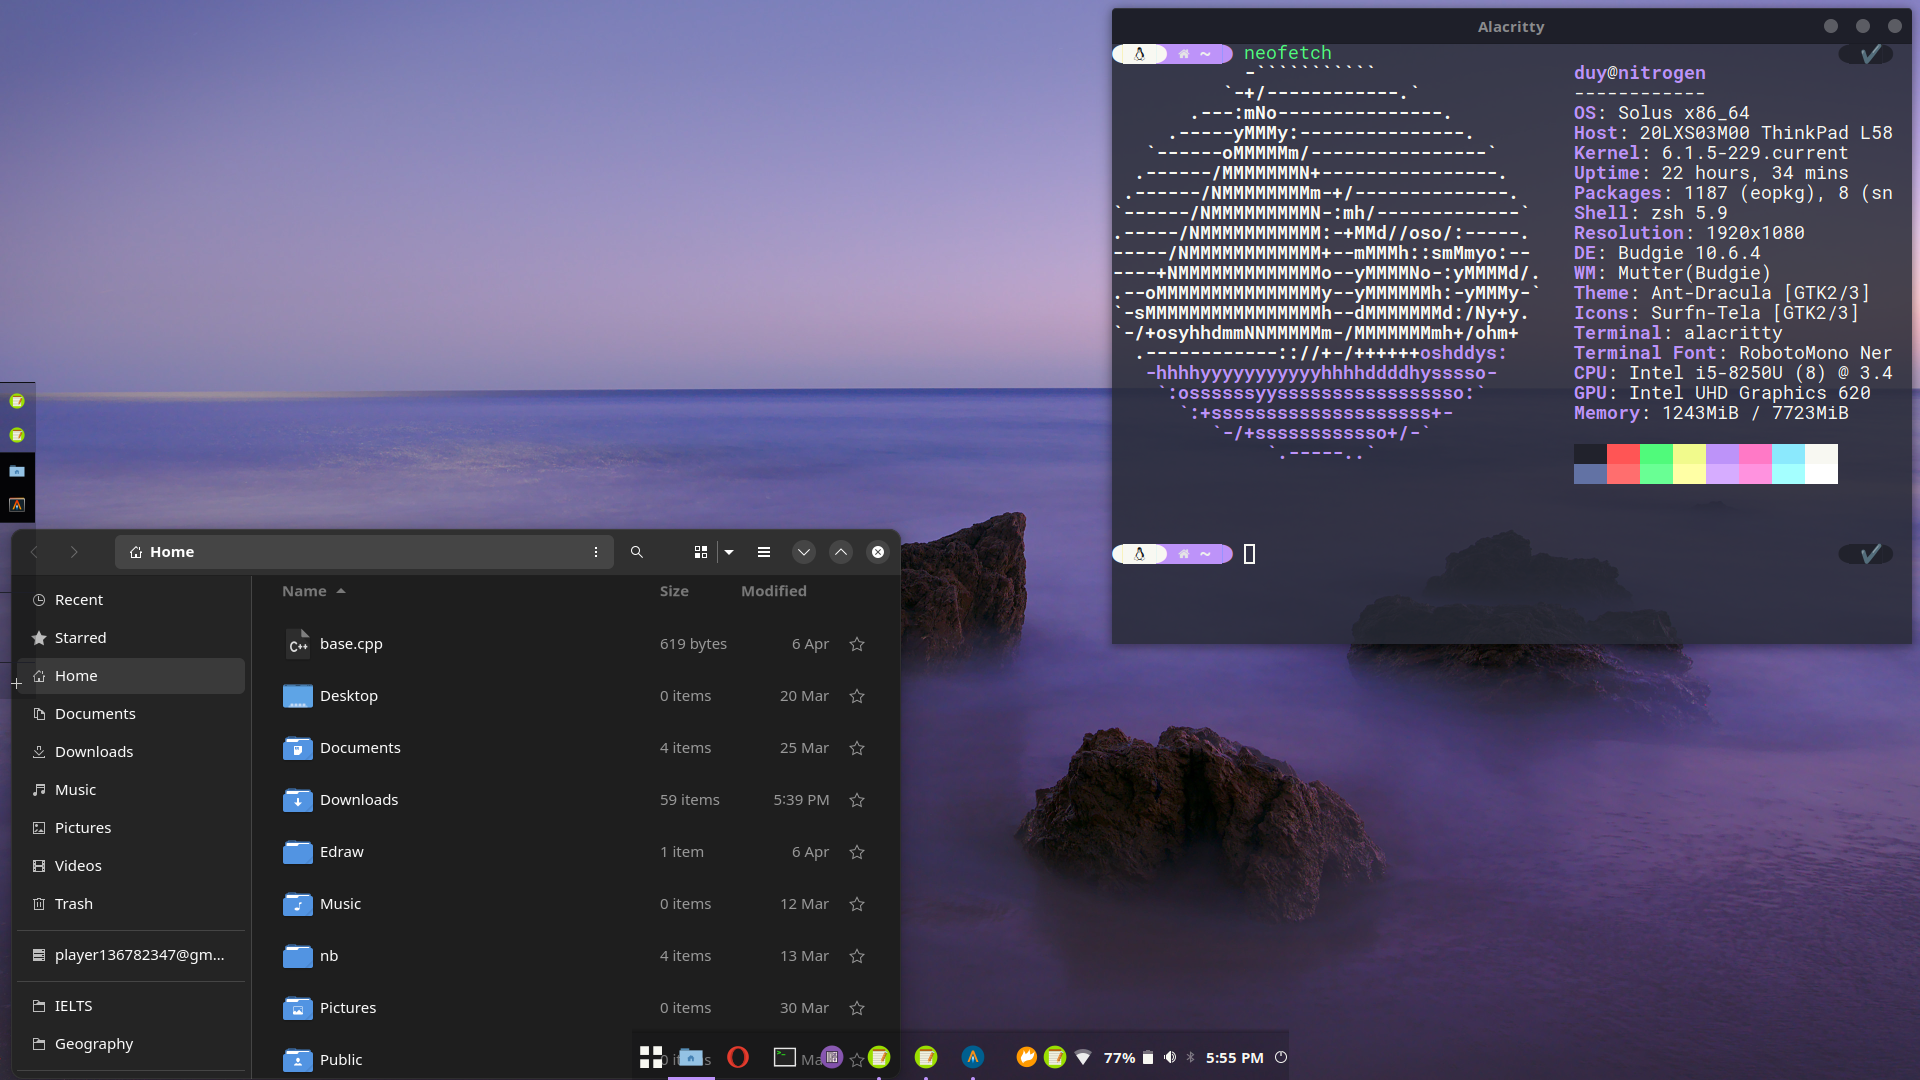 Alacritty
~ neofetch
duy@nitrogen
------------
OS: Solus x86_64
Host: 20LXS03M00 ThinkPad L58
Kernel: 6.1.5-229.current
Uptime: 22 hours, 34 mins
Packages: 1187 (eopkg), 8 (sn
Shell: zsh 5.9
Resolution: 1920x1080
DE: Budgie 10.6.4
WM: Mutter(Budgie)
Theme: Ant-Dracula [GTK2/3]
Icons: Surfn-Tela [GTK2/3]
Terminal: alacritty
Terminal Font: RobotoMono Ner
CPU: Intel i5-8250U (8) @ 3.4
GPU: Intel UHD Graphics 620
Memory: 1243MiB / 7723MiB
~
Home
Recent
Starred
Home
Documents
Downloads
Music
Pictures
Videos
Trash
player136782347@gm...
IELTS
Geography
Name Size Modified
C++ base.cpp 619 bytes 6 Apr
Desktop 0 items 20 Mar
Documents 4 items 25 Mar
Downloads 59 items 5:39 PM
Edraw 1 item 6 Apr
Music 0 items 12 Mar
nb 4 items 13 Mar
Pictures 0 items 30 Mar
Public
77% 5:55 PM